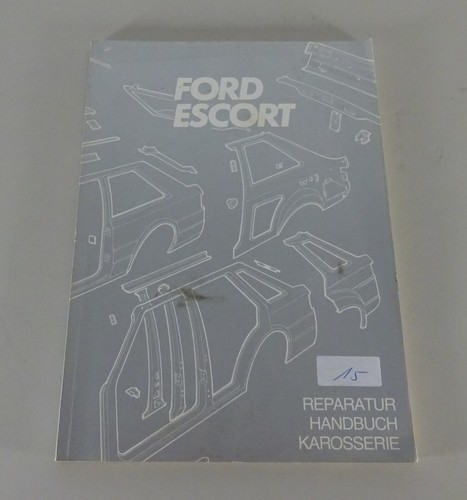 FORD
ESCORT
15
REPARATUR
HANDBUCH
KAROSSERIE